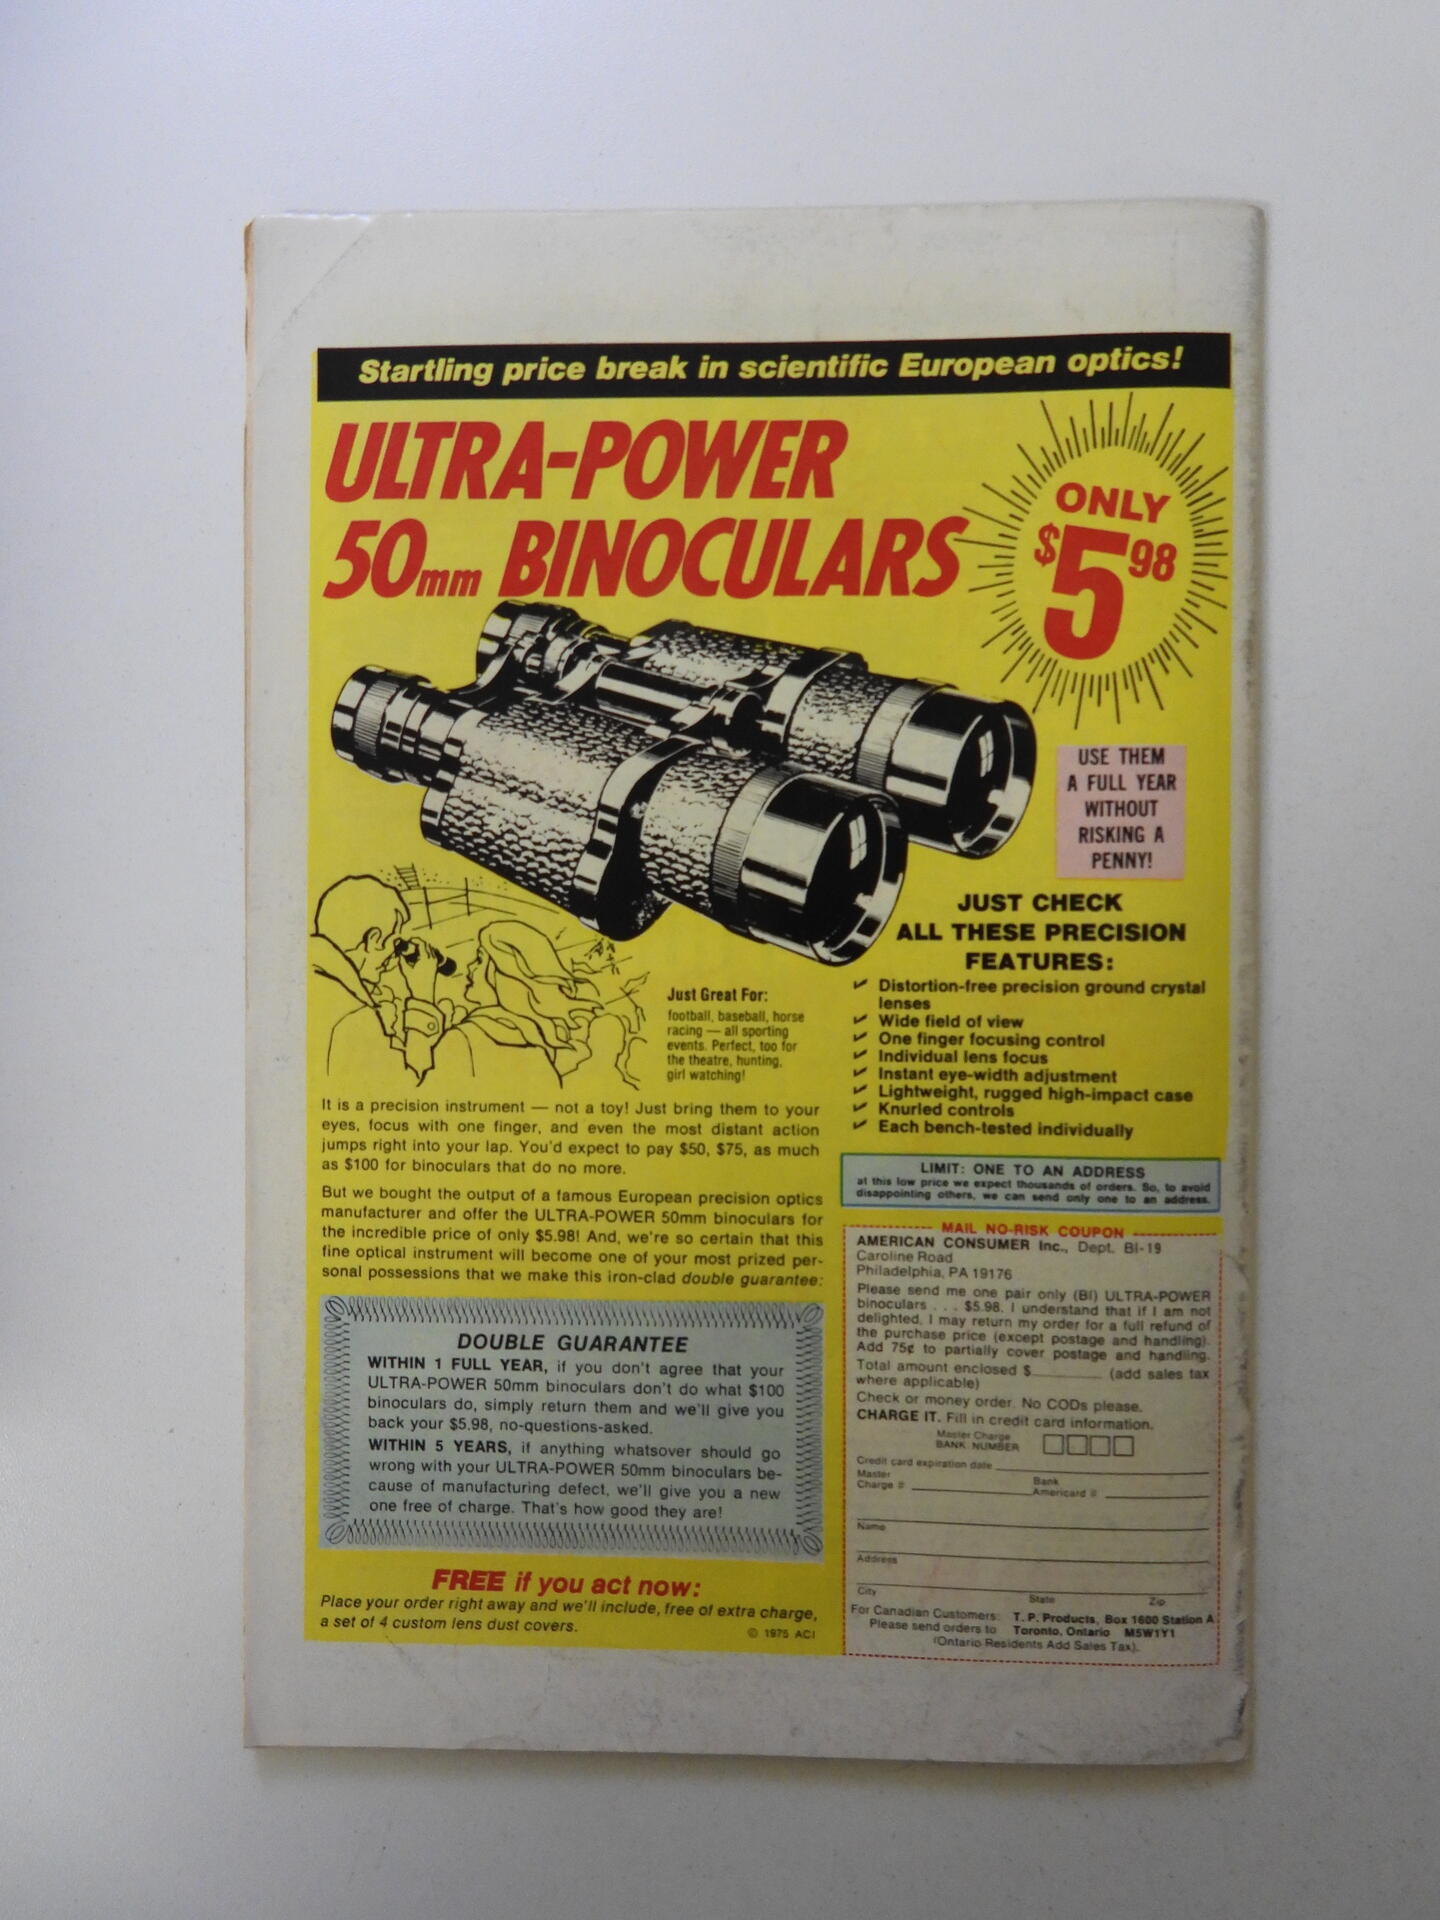 Startling price break in scientific European optics!
ULTRA-POWER
50mm BINOCULARS
ONLY
$5.98
USE THEM
A FULL YEAR
WITHOUT
RISKING A
PENNY!
JUST CHECK
ALL THESE PRECISION
FEATURES:
✓ Distortion-free precision ground crystal
lenses
✓ Wide field of view
✓ One finger focusing control
✓ Individual lens focus
✓ Instant eye-width adjustment
✓ Lightweight, rugged high-impact case
✓ Knurled controls
✓ Each bench-tested individually
Just Great For:
football, baseball, horse
racing — all sporting
events. Perfect, too for
the theatre, hunting,
girl watching!
It is a precision instrument — not a toy! Just bring them to your
eyes, focus with one finger, and even the most distant action
jumps right into your lap. You'd expect to pay $50, $75, as much
as $100 for binoculars that do no more.
But we bought the output of a famous European precision optics
manufacturer and offer the ULTRA-POWER 50mm binoculars for
the incredible price of only $5.98! And, we're so certain that this
fine optical instrument will become one of your most prized per-
sonal possessions that we make this iron-clad double guarantee:
DOUBLE GUARANTEE
WITHIN 1 FULL YEAR, if you don't agree that your
ULTRA-POWER 50mm binoculars don't do what $100
binoculars do, simply return them and we'll give you
back your $5.98, no-questions-asked.
WITHIN 5 YEARS, if anything whatsover should go
wrong with your ULTRA-POWER 50mm binoculars be-
cause of manufacturing defect, we'll give you a new
one free of charge. That's how good they are!
FREE if you act now:
Place your order right away and we'll include, free of extra charge,
a set of 4 custom lens dust covers.
© 1975 ACI
LIMIT: ONE TO AN ADDRESS
at this low price we expect thousands of orders. So, to avoid
disappointing others, we can send only one to an address.
MAIL NO-RISK COUPON
AMERICAN CONSUMER Inc., Dept. BI-19
Caroline Road
Philadelphia, PA 19176
Please send me one pair only (BI) ULTRA-POWER
binoculars . . . $5.98. I understand that if I am not
delighted, I may return my order for a full refund of
the purchase price (except postage and handling).
Add 75¢ to partially cover postage and handling.
Total amount enclosed $ (add sales tax
where applicable)
Check or money order. No CODs please.
CHARGE IT. Fill in credit card information.
Master Charge
BANK NUMBER
Credit card expiration date
Master
Charge #
Bank
Americard #
Name
Address
City State Zip
For Canadian Customers: T. P. Products, Box 1600 Station A
Please send orders to Toronto, Ontario M5W1Y1
(Ontario Residents Add Sales Tax).